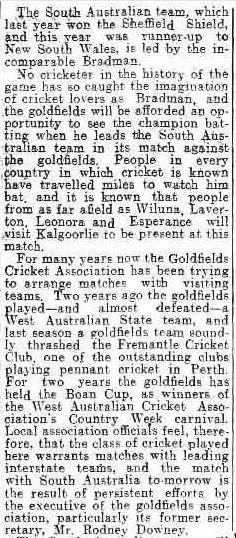 The South Australian team, which
last year won the Sheffield Shield,
and this year was runner-up to
New South Wales, is led by the in-
comparable Bradman.
No cricketer in the history of the
game has so caught the imagination
of cricket lovers as Bradman, and
the goldfields will be afforded an op-
portunity to see the champion bat-
ting when he leads the South Aus-
tralian team in its match against
the goldfields. People in every
country in which cricket is known
have travelled miles to watch him
bat, and it is known that people
from as far afield as Wiluna, Laver-
ton, Leonora and Esperance will
visit Kalgoorlie to be present at this
match.
For many years now the Goldfields
Cricket Association has been trying
to arrange matches with visiting
teams. Two years ago the goldfields
played—and almost defeated—a
West Australian State team, and
last season a goldfields team sound-
ly thrashed the Fremantle Cricket
Club, one of the outstanding clubs
playing pennant cricket in Perth.
For two years the goldfields has
held the Boan Cup, as winners of
the West Australian Cricket Asso-
ciation's Country Week carnival.
Local association officials feel, there-
fore, that the class of cricket played
here warrants matches with leading
interstate teams, and the match
with South Australia to-morrow is
the result of persistent efforts by
the executive of the goldfields asso-
ciation, particularly its former sec-
retary, Mr. Rodney Downey.